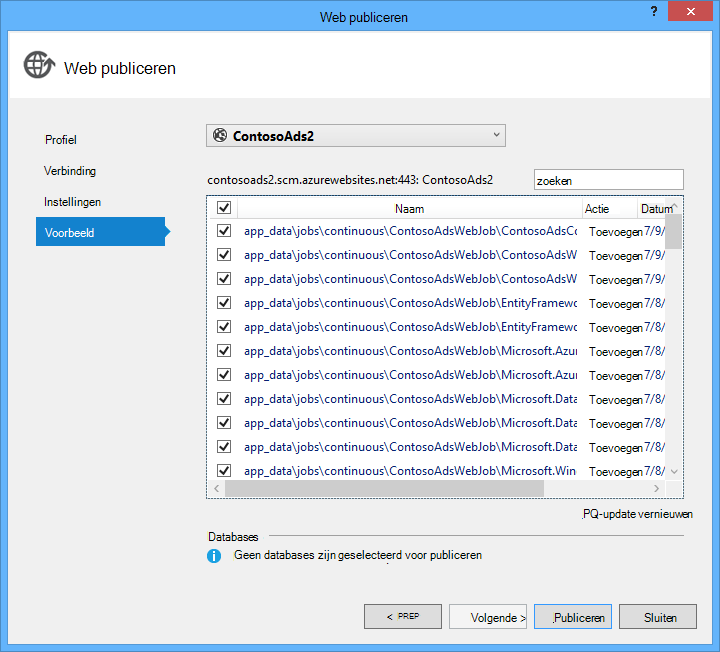 Web publiceren
?
Web publiceren
Profiel
Verbinding
Instellingen
Voorbeeld
ContosoAds2
contosoads2.scm.azurewebsites.net:443: ContosoAds2
zoeken
Naam Actie Datum
app_data\jobs\continuous\ContosoAdsWebJob\ContosoAdsCo Toevoegen 7/9/
app_data\jobs\continuous\ContosoAdsWebJob\ContosoAdsW Toevoegen 7/9/
app_data\jobs\continuous\ContosoAdsWebJob\ContosoAdsW Toevoegen 7/9/
app_data\jobs\continuous\ContosoAdsWebJob\EntityFramewo Toevoegen 7/8/
app_data\jobs\continuous\ContosoAdsWebJob\EntityFramewo Toevoegen 7/8/
app_data\jobs\continuous\ContosoAdsWebJob\Microsoft.Azur Toevoegen 7/8/
app_data\jobs\continuous\ContosoAdsWebJob\Microsoft.Azur Toevoegen 7/8/
app_data\jobs\continuous\ContosoAdsWebJob\Microsoft.Data Toevoegen 7/8/
app_data\jobs\continuous\ContosoAdsWebJob\Microsoft.Data Toevoegen 7/8/
app_data\jobs\continuous\ContosoAdsWebJob\Microsoft.Data Toevoegen 7/8/
app_data\jobs\continuous\ContosoAdsWebJob\Microsoft.Win Toevoegen 7/8/
.PQ-update vernieuwen
Databases
Geen databases zijn geselecteerd voor publiceren
< PREP
Volgende >
.Publiceren
Sluiten